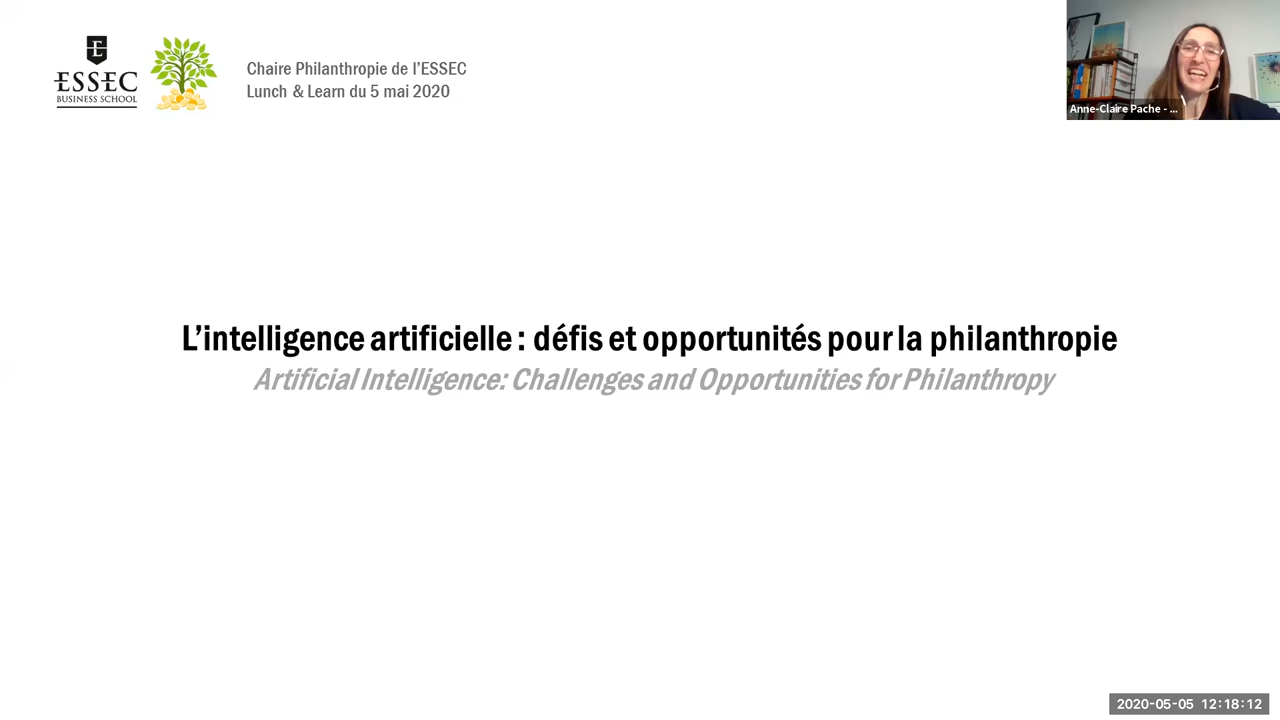 ESSEC
BUSINESS SCHOOL
Chaire Philanthropie de l'ESSEC
Lunch & Learn du 5 mai 2020
Anne-Claire Pache - ...
L'intelligence artificielle : défis et opportunités pour la philanthropie
Artificial Intelligence: Challenges and Opportunities for Philanthropy
2020-05-05 12:18:12